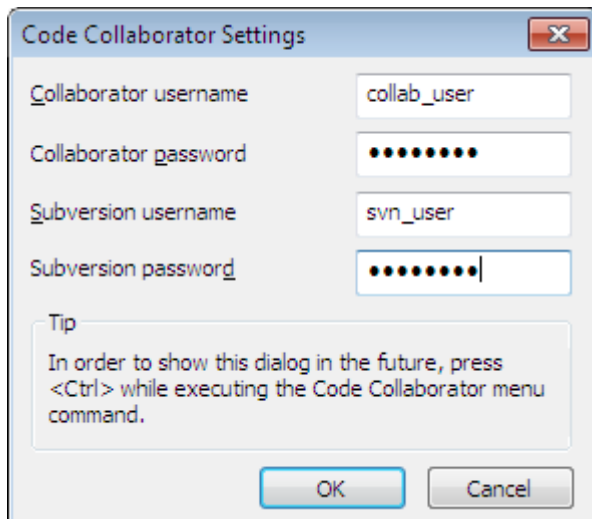 Code Collaborator Settings
Collaborator username
collab_user
Collaborator password
●●●●●●●●
Subversion username
svn_user
Subversion password
●●●●●●●●
Tip
In order to show this dialog in the future, press
<Ctrl> while executing the Code Collaborator menu
command.
OK
Cancel